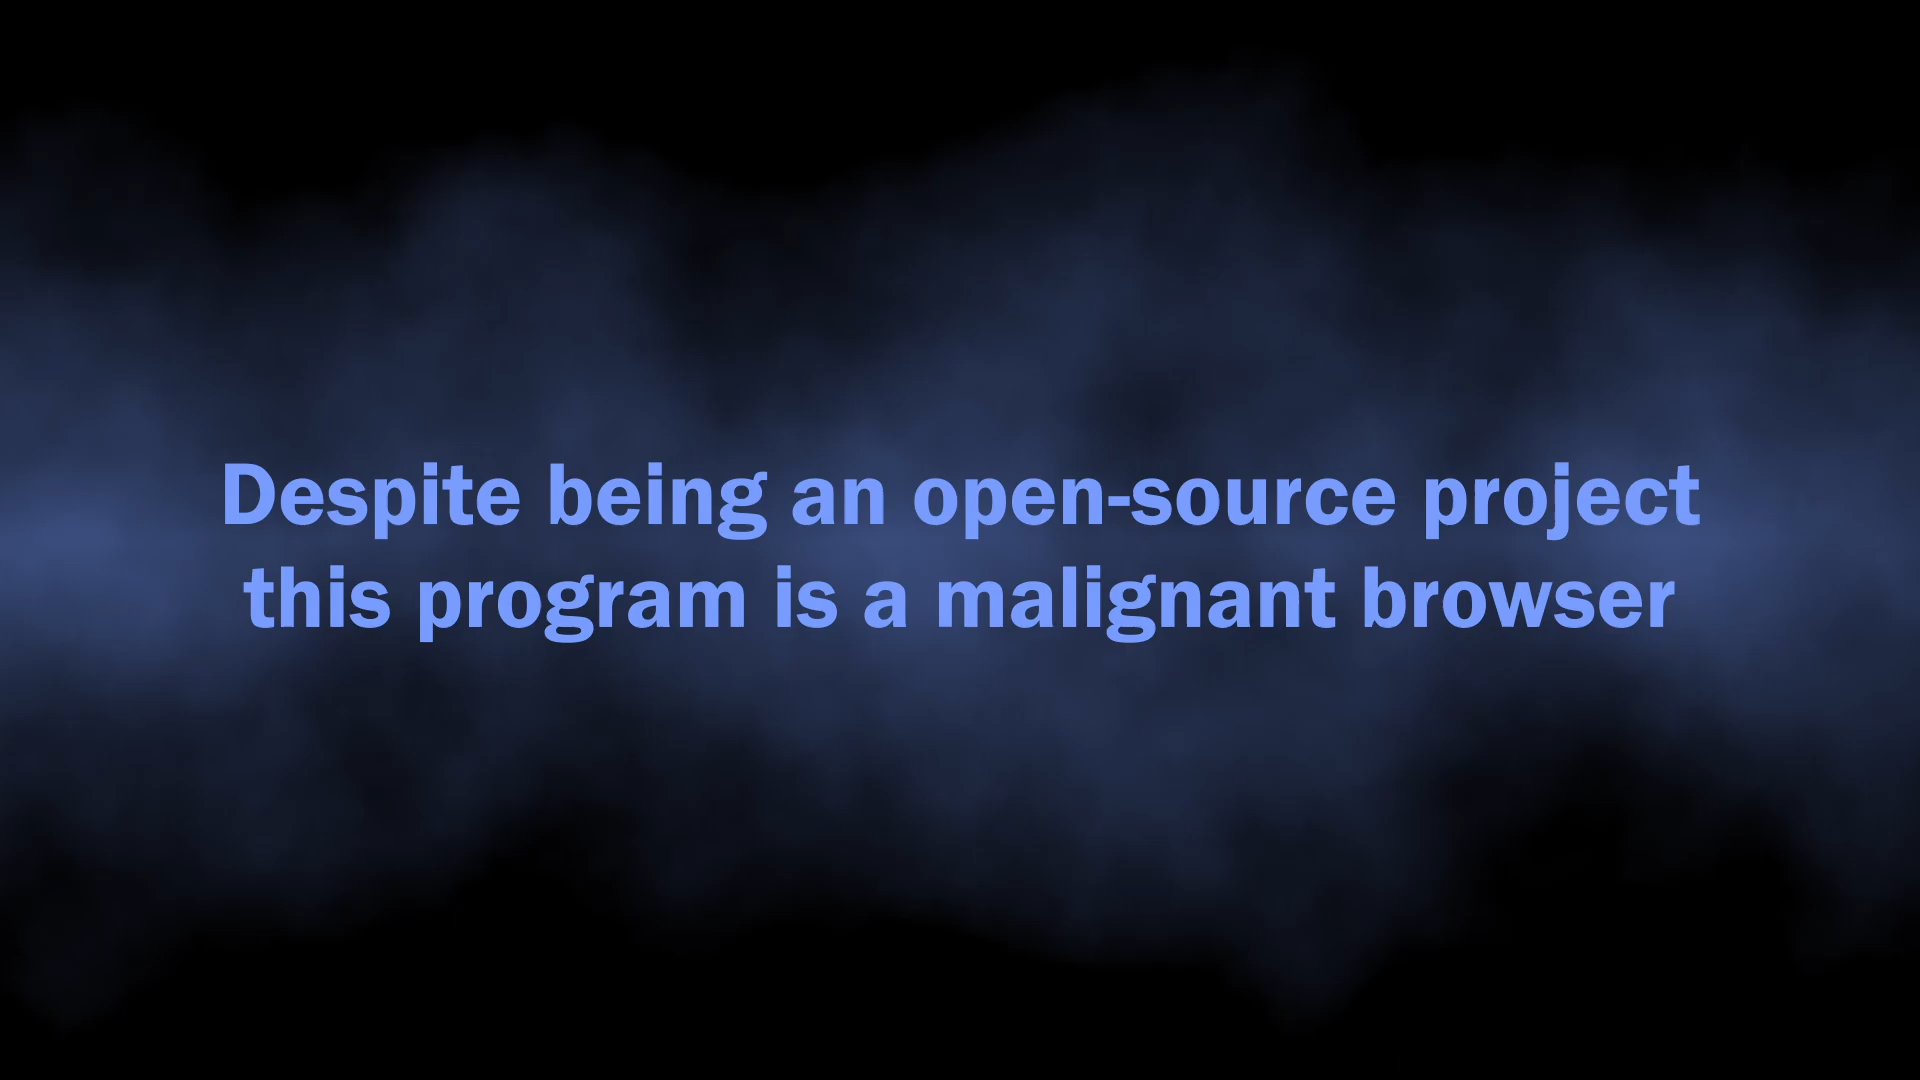 Despite being an open-source project
this program is a malignant browser